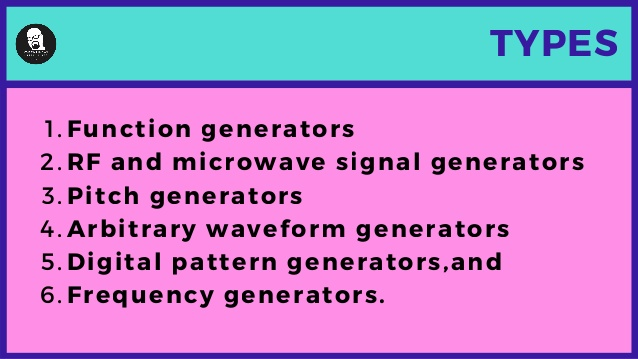 TYPES
1. Function generators
2. RF and microwave signal generators
3. Pitch generators
4. Arbitrary waveform generators
5. Digital pattern generators,and
6. Frequency generators.